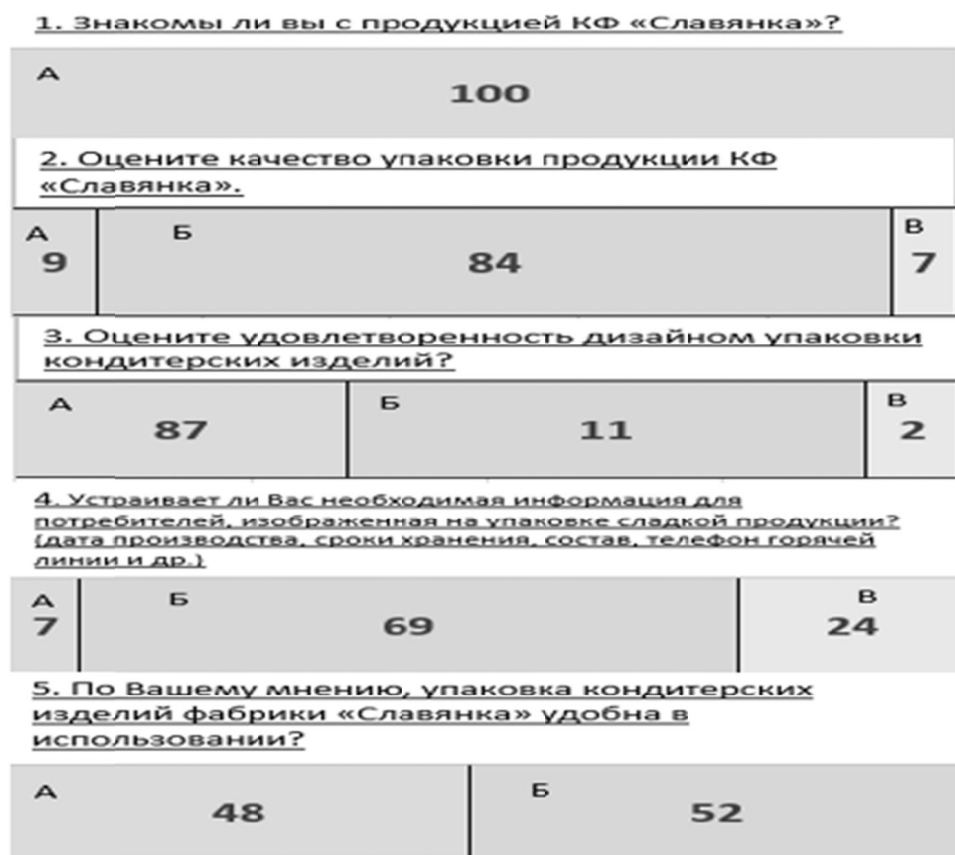 1. Знакомы ли вы с продукцией КФ «Славянка»?
А
100
2. Оцените качество упаковки продукции КФ
«Славянка».
А Б В
9 84 7
3. Оцените удовлетворенность дизайном упаковки
кондитерских изделий?
А Б В
87 11 2
4. Устраивает ли Вас необходимая информация для
потребителей, изображенная на упаковке сладкой продукции?
(дата производства, сроки хранения, состав, телефон горячей
линии и др.)
А Б В
7 69 24
5. По Вашему мнению, упаковка кондитерских
изделий фабрики «Славянка» удобна в
использовании?
А Б
48 52